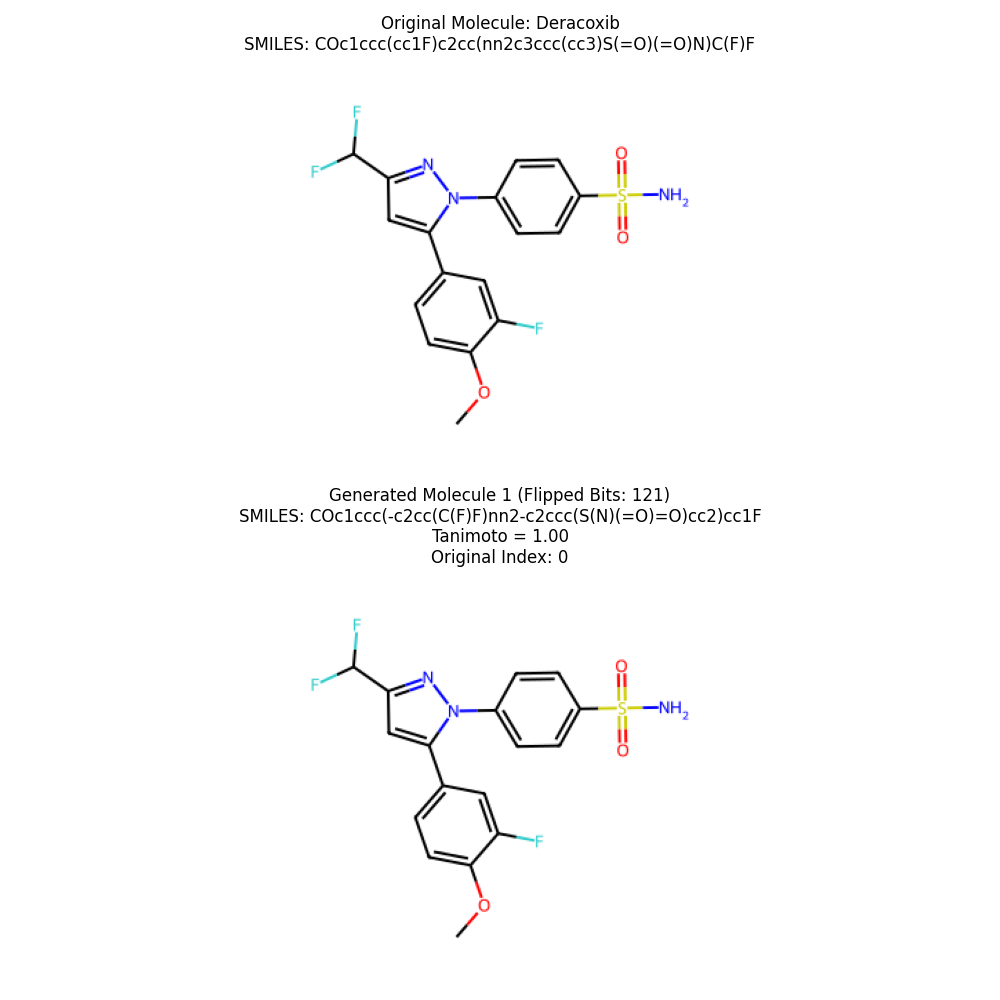 Original Molecule: Deracoxib
SMILES: COc1ccc(cc1F)c2cc(nn2c3ccc(cc3)S(=O)(=O)N)C(F)F
F
F
N
N
O
S
NH2
O
F
O
Generated Molecule 1 (Flipped Bits: 121)
SMILES: COc1ccc(-c2cc(C(F)F)nn2-c2ccc(S(N)(=O)=O)cc2)cc1F
Tanimoto = 1.00
Original Index: 0
F
F
N
N
O
S
NH2
O
F
O